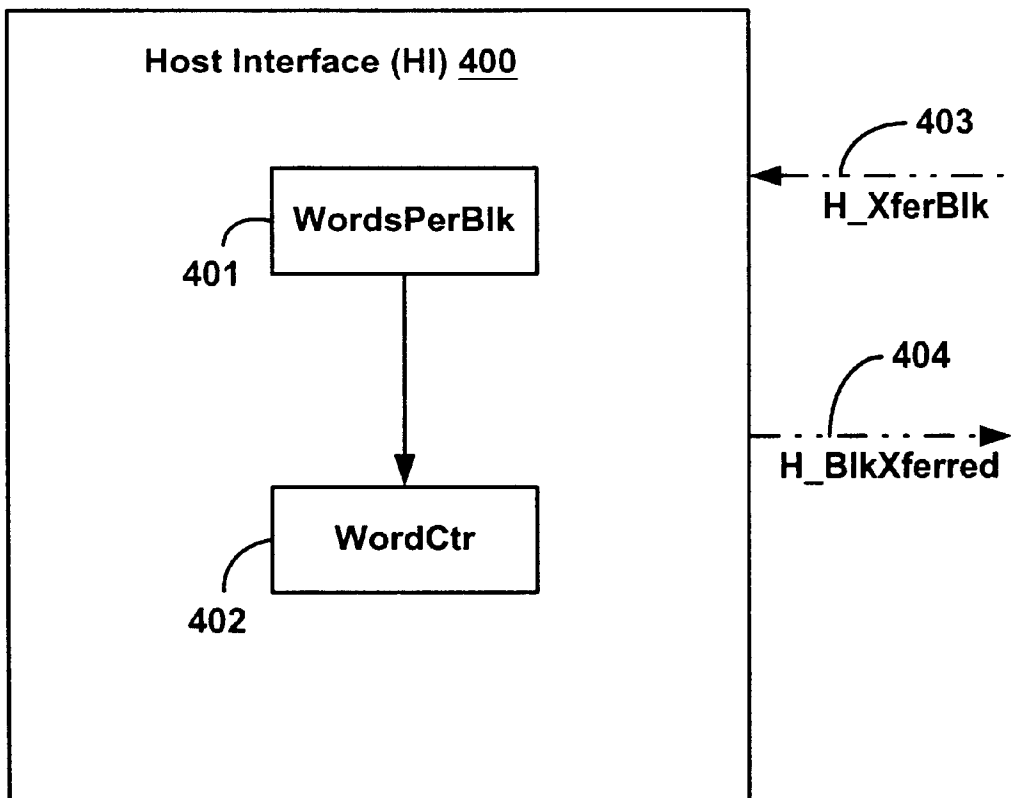 Host Interface (HI) 400
403
H_XferBlk
WordsPerBlk
401
404
H_BlkXferred
WordCtr
402